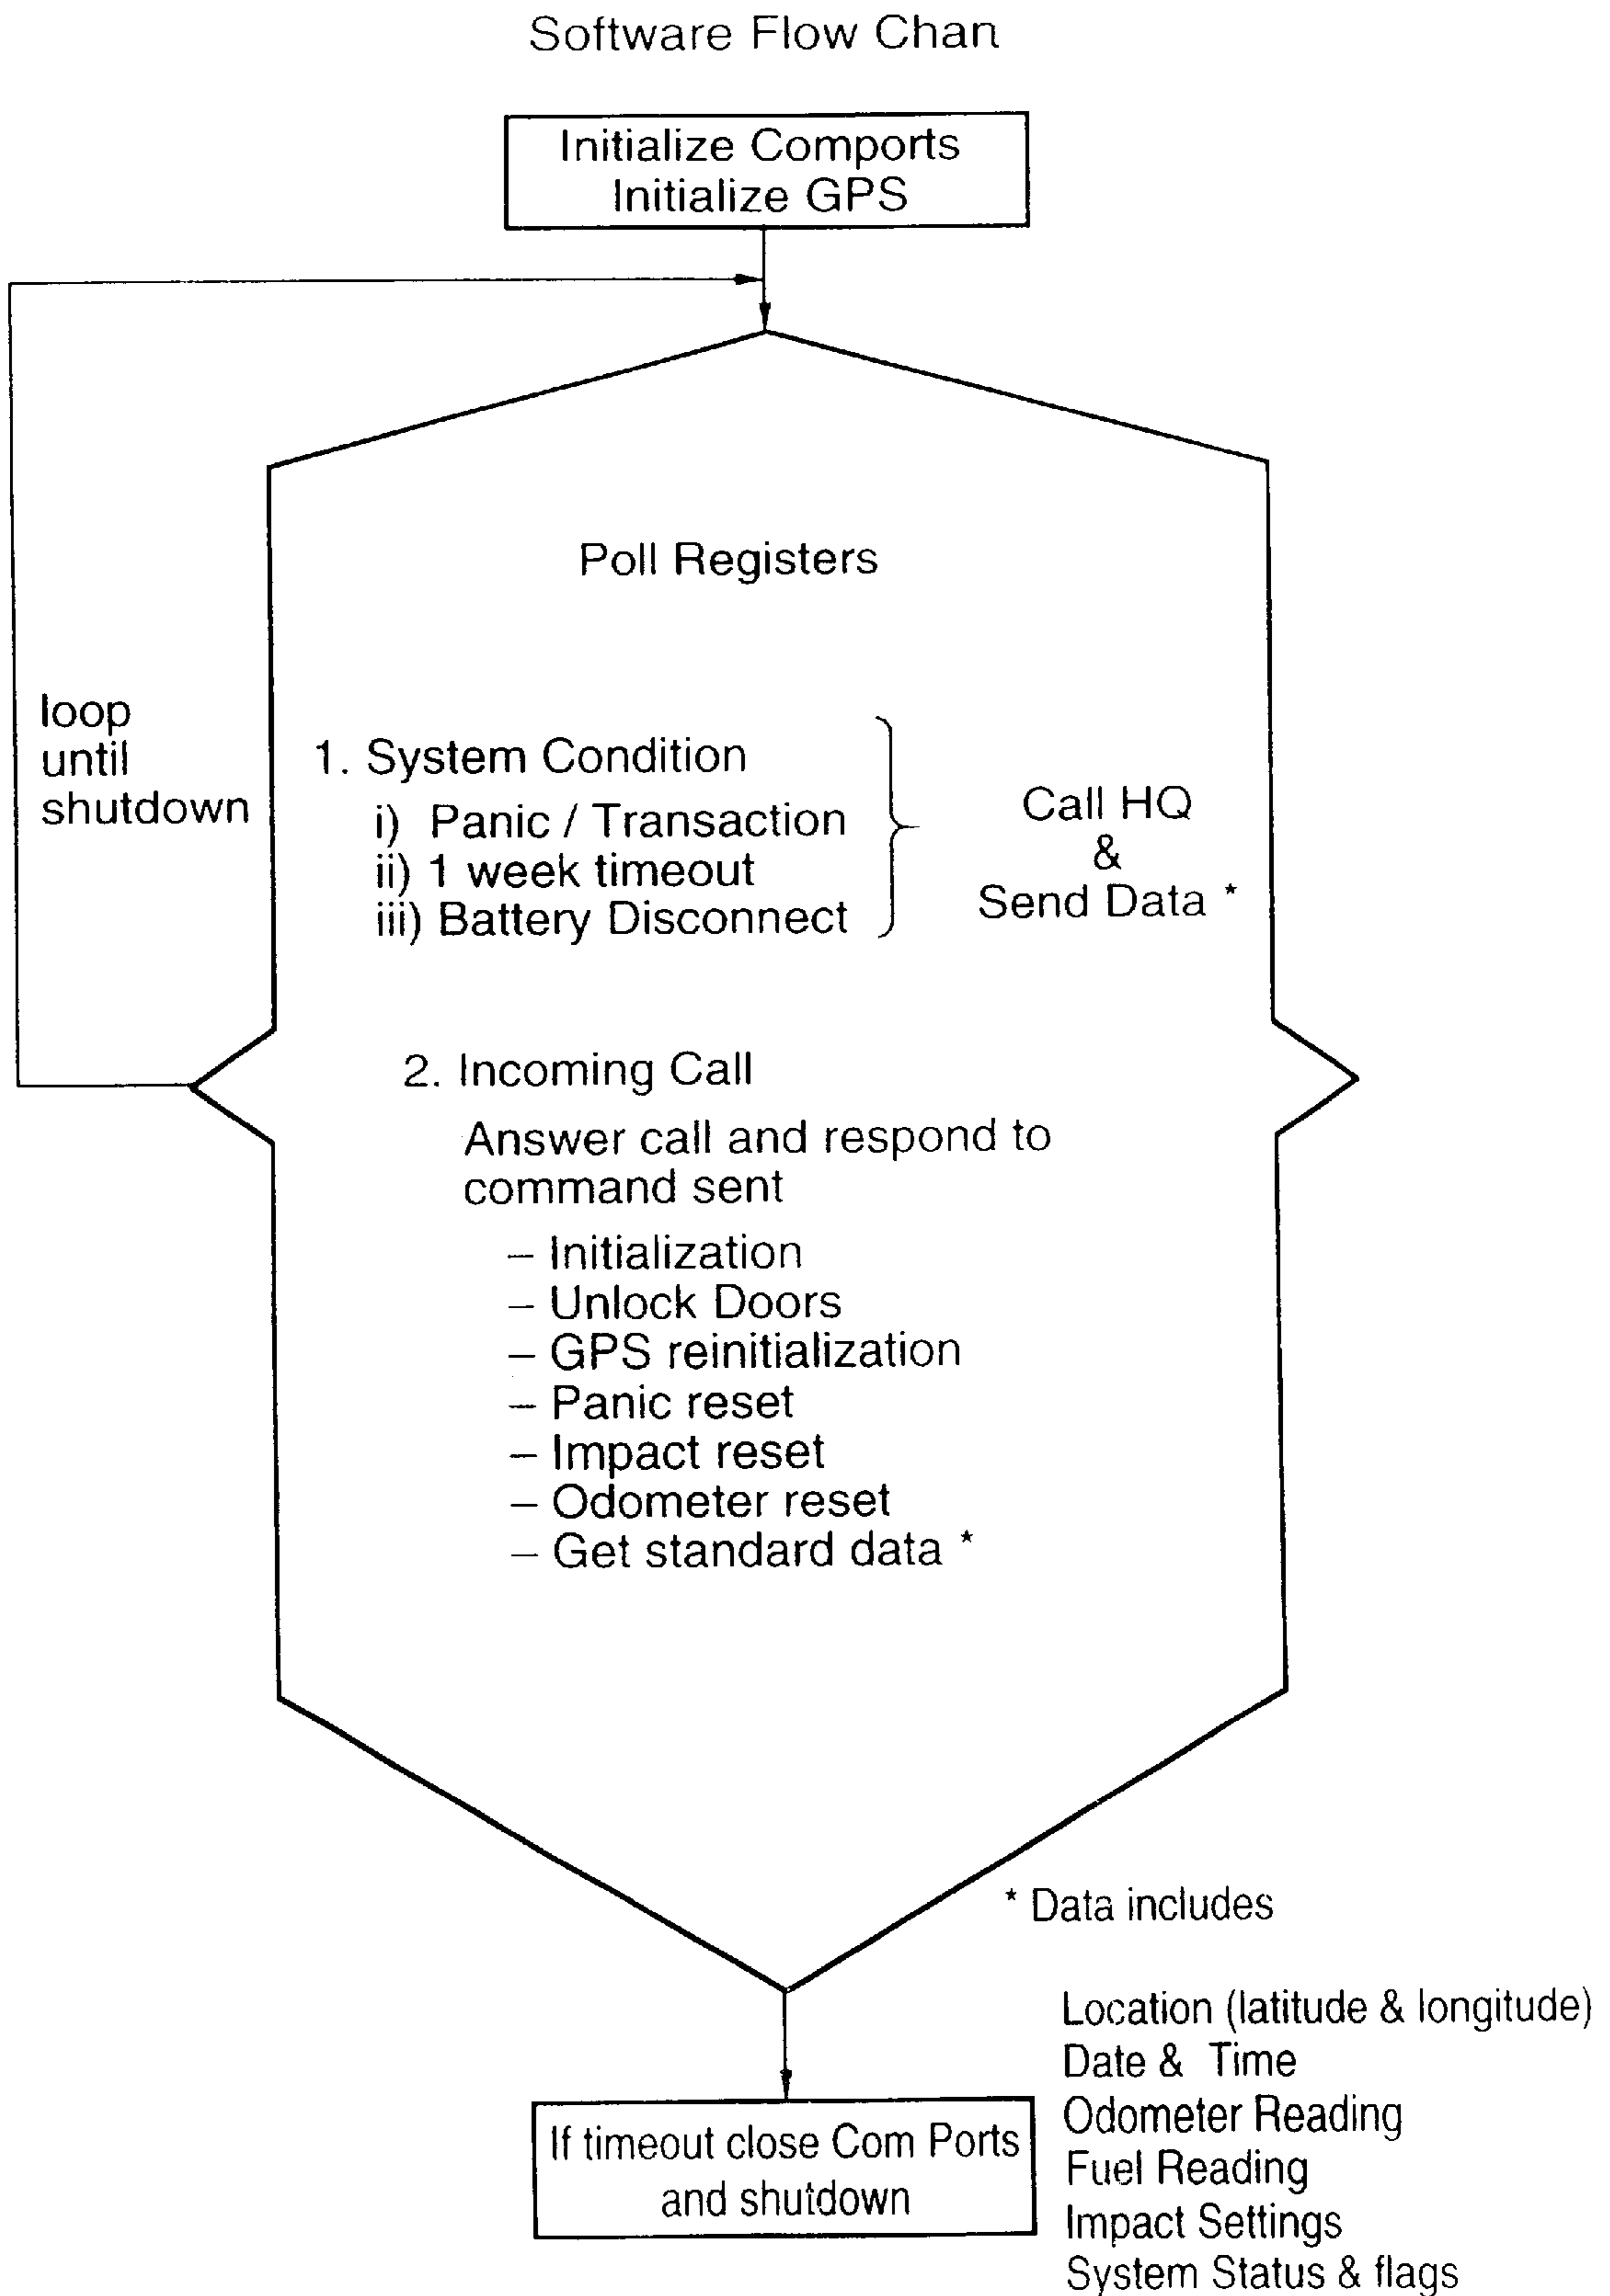 Software Flow Chan
Initialize Comports
Initialize GPS
Poll Registers
loop
until
shutdown
1. System Condition
i) Panic / Transaction
ii) 1 week timeout
iii) Battery Disconnect
Call HQ
&
Send Data *
2. Incoming Call
Answer call and respond to
command sent
– Initialization
– Unlock Doors
– GPS reinitialization
– Panic reset
– Impact reset
– Odometer reset
– Get standard data *
* Data includes
Location (latitude & longitude)
Date & Time
Odometer Reading
Fuel Reading
Impact Settings
System Status & flags
If timeout close Com Ports
and shutdown